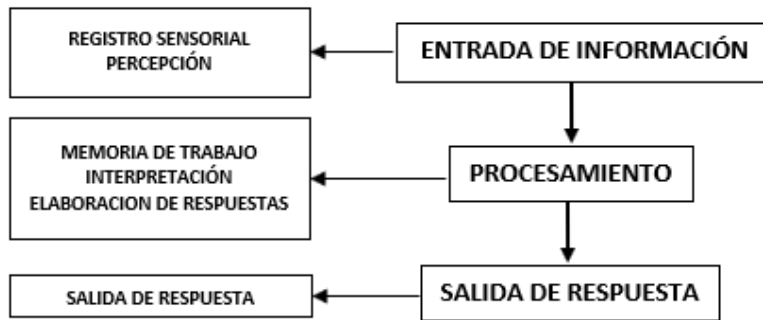 REGISTRO SENSORIAL
PERCEPCIÓN
ENTRADA DE INFORMACIÓN
MEMORIA DE TRABAJO
INTERPRETACIÓN
ELABORACION DE RESPUESTAS
PROCESAMIENTO
SALIDA DE RESPUESTA
SALIDA DE RESPUESTA